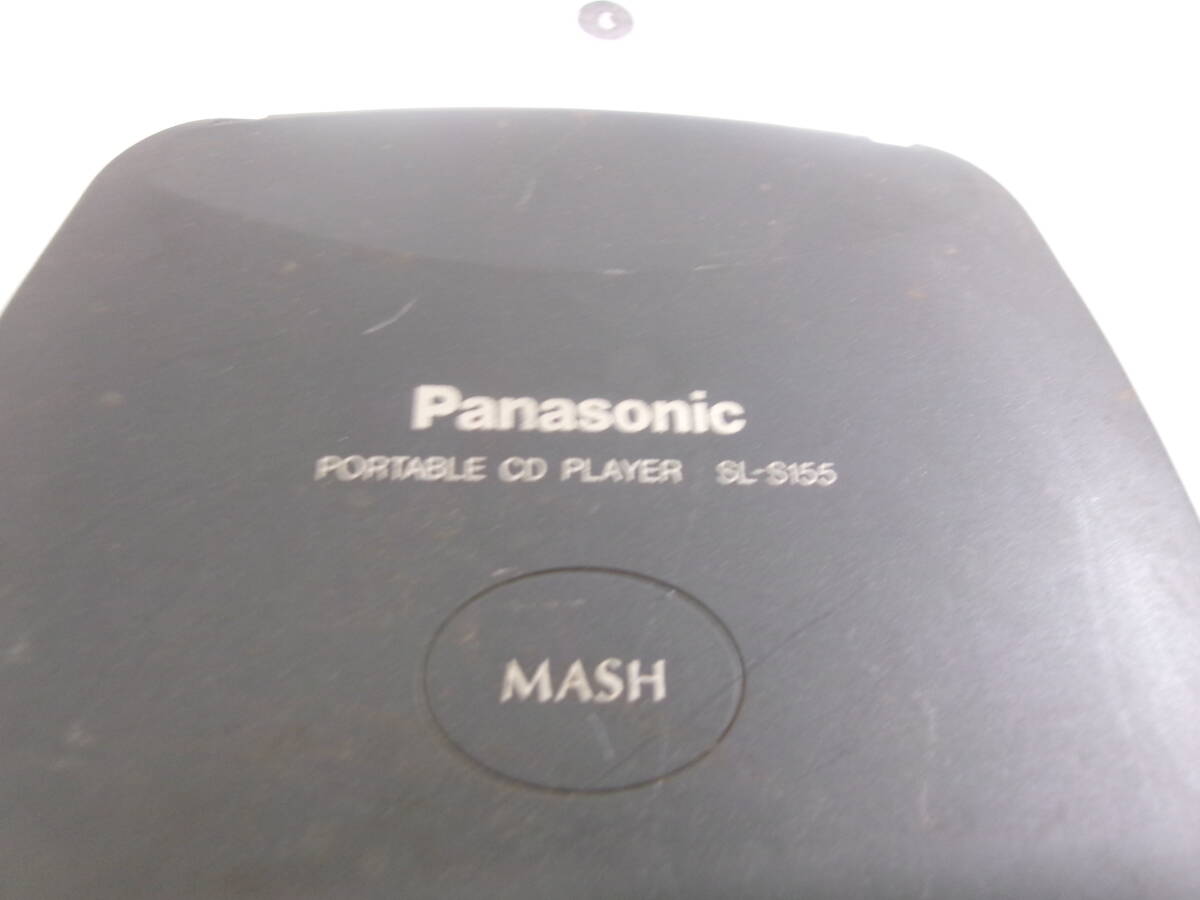 Panasonic
PORTABLE CD PLAYER SL-S155
MASH